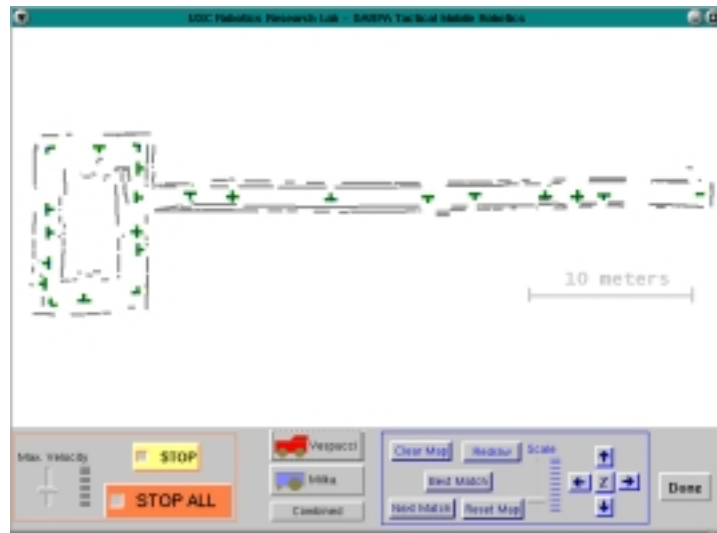 USC Robotics Research Lab - DARPA Tactical Mobile Robotics
10 meters
Max. Velocity
STOP
STOP ALL
Vespucci
Milka
Combined
Clear Map
Redraw
Scale
Best Match
Next Match
Reset Map
Z
Done